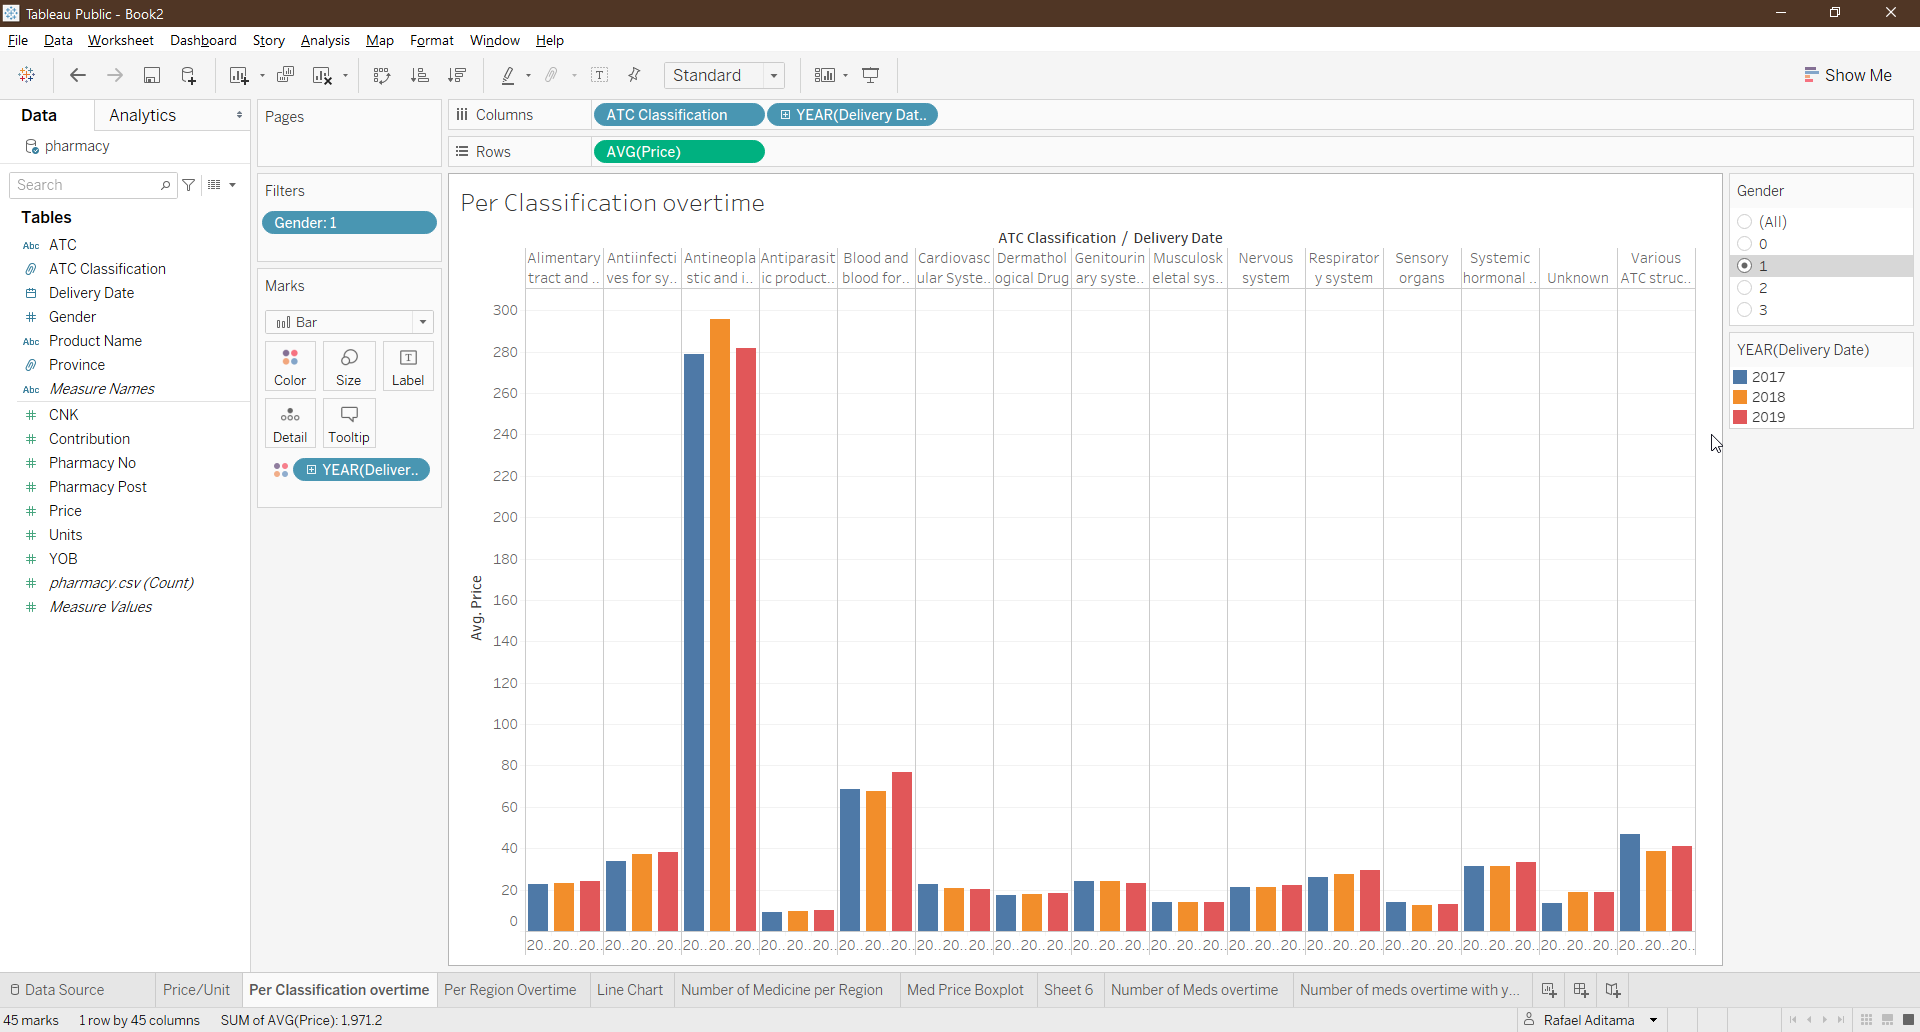 Tableau Public - Book2
File Data Worksheet Dashboard Story Analysis Map Format Window Help
Standard
Show Me
Data Analytics
pharmacy
Search
Tables
Abc ATC
ATC Classification
Delivery Date
# Gender
Abc Product Name
Province
Abc Measure Names
# CNK
# Contribution
# Pharmacy No
# Pharmacy Post
# Price
# Units
# YOB
# pharmacy.csv (Count)
# Measure Values
Pages
Filters
Gender: 1
Marks
Bar
Color Size Label
Detail Tooltip
YEAR(Deliver..
Columns ATC Classification YEAR(Delivery Dat..
Rows AVG(Price)
Per Classification overtime
ATC Classification / Delivery Date
Alimentary Antiinfecti Antineopla Antiparasit Blood and Cardiovasc Dermathol Genitourin Musculosk Nervous Respirator Sensory Systemic Various
tract and .. ves for sy.. stic and i.. ic product.. blood for.. ular Syste.. ogical Drug ary syste.. eletal sys.. system y system organs hormonal .. Unknown ATC struc..
300
280
260
240
220
200
180
160
140
120
100
80
60
40
20
0
Avg. Price
20.. 20.. 20.. 20.. 20.. 20.. 20.. 20.. 20.. 20.. 20.. 20.. 20.. 20.. 20.. 20.. 20.. 20.. 20.. 20.. 20.. 20.. 20.. 20.. 20.. 20.. 20.. 20.. 20.. 20.. 20.. 20.. 20.. 20.. 20.. 20.. 20.. 20.. 20.. 20.. 20.. 20.. 20.. 20.. 20..
Gender
(All)
0
1
2
3
YEAR(Delivery Date)
2017
2018
2019
Data Source Price/Unit Per Classification overtime Per Region Overtime Line Chart Number of Medicine per Region Med Price Boxplot Sheet 6 Number of Meds overtime Number of meds overtime with y...
45 marks 1 row by 45 columns SUM of AVG(Price): 1,971.2 Rafael Aditama